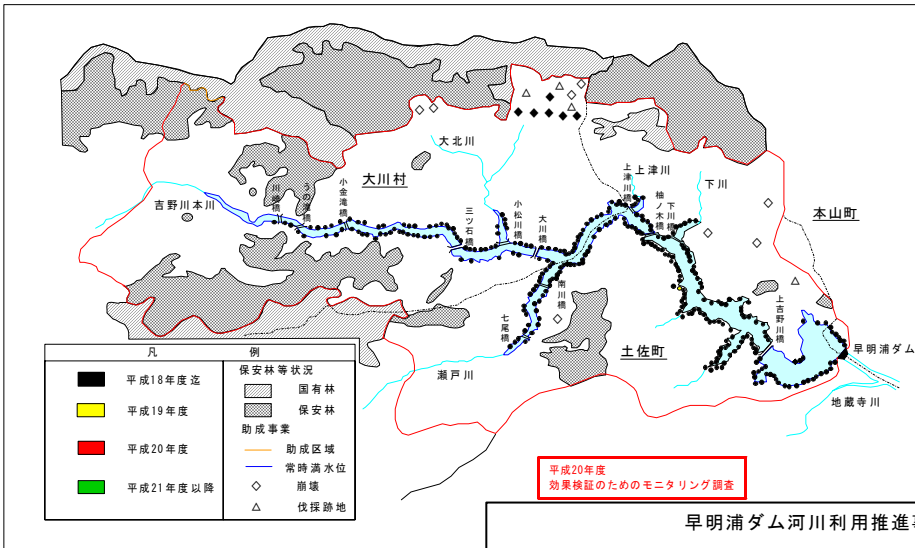 大北川
大川村
吉野川本川
川崎橋
うの滝橋
小金滝橋
三ツ石橋
小松川橋
大川橋
上津川橋
上津川
柚ノ木橋
下川橋
下川
本山町
南川橋
七尾橋
瀬戸川
土佐町
上吉野川橋
早明浦ダム
地蔵寺川
凡 例
平成18年度迄
平成19年度
平成20年度
平成21年度以降
保安林等状況
国有林
保安林
助成事業
助成区域
常時満水位
崩壊
伐採跡地
平成20年度
効果検証のためのモニタリング調査
早明浦ダム河川利用推進